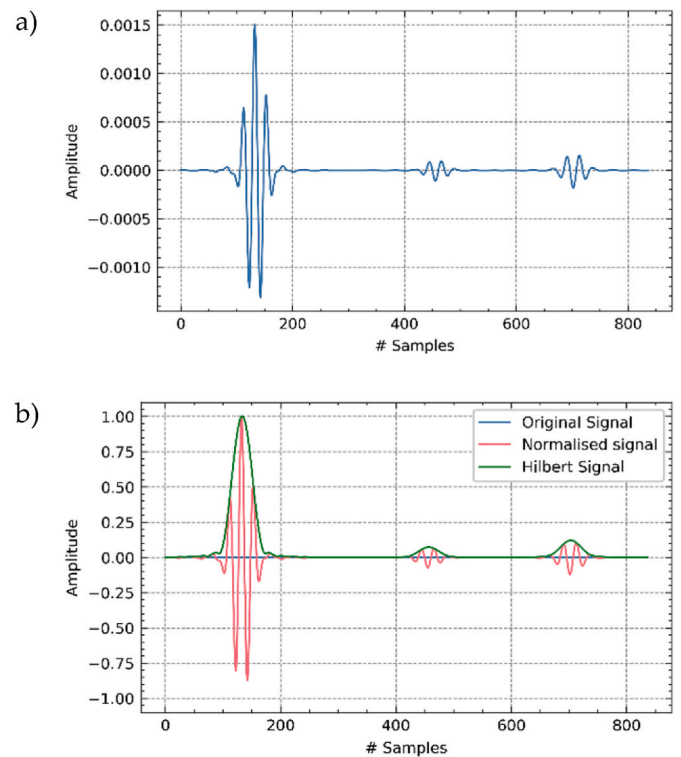 a)
0.0015
0.0010
0.0005
0.0000
−0.0005
−0.0010
Amplitude
0 200 400 600 800
# Samples
b)
1.00
0.75
0.50
0.25
0.00
−0.25
−0.50
−0.75
−1.00
Amplitude
Original Signal
Normalised signal
Hilbert Signal
0 200 400 600 800
# Samples